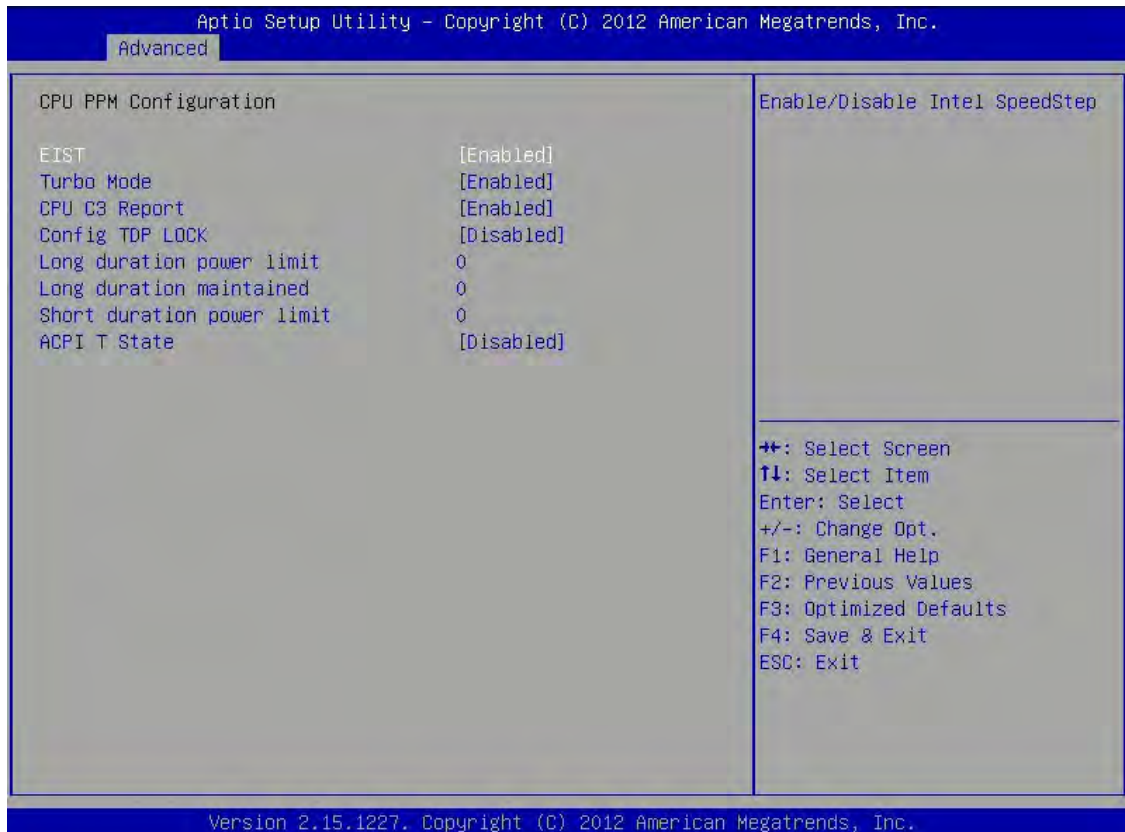 Aptio Setup Utility – Copyright (C) 2012 American Megatrends, Inc.
Advanced
CPU PPM Configuration
EIST [Enabled]
Turbo Mode [Enabled]
CPU C3 Report [Enabled]
Config TDP LOCK [Disabled]
Long duration power limit 0
Long duration maintained 0
Short duration power limit 0
ACPI T State [Disabled]
Enable/Disable Intel SpeedStep
→←: Select Screen
↑↓: Select Item
Enter: Select
+/-: Change Opt.
F1: General Help
F2: Previous Values
F3: Optimized Defaults
F4: Save & Exit
ESC: Exit
Version 2.15.1227. Copyright (C) 2012 American Megatrends, Inc.